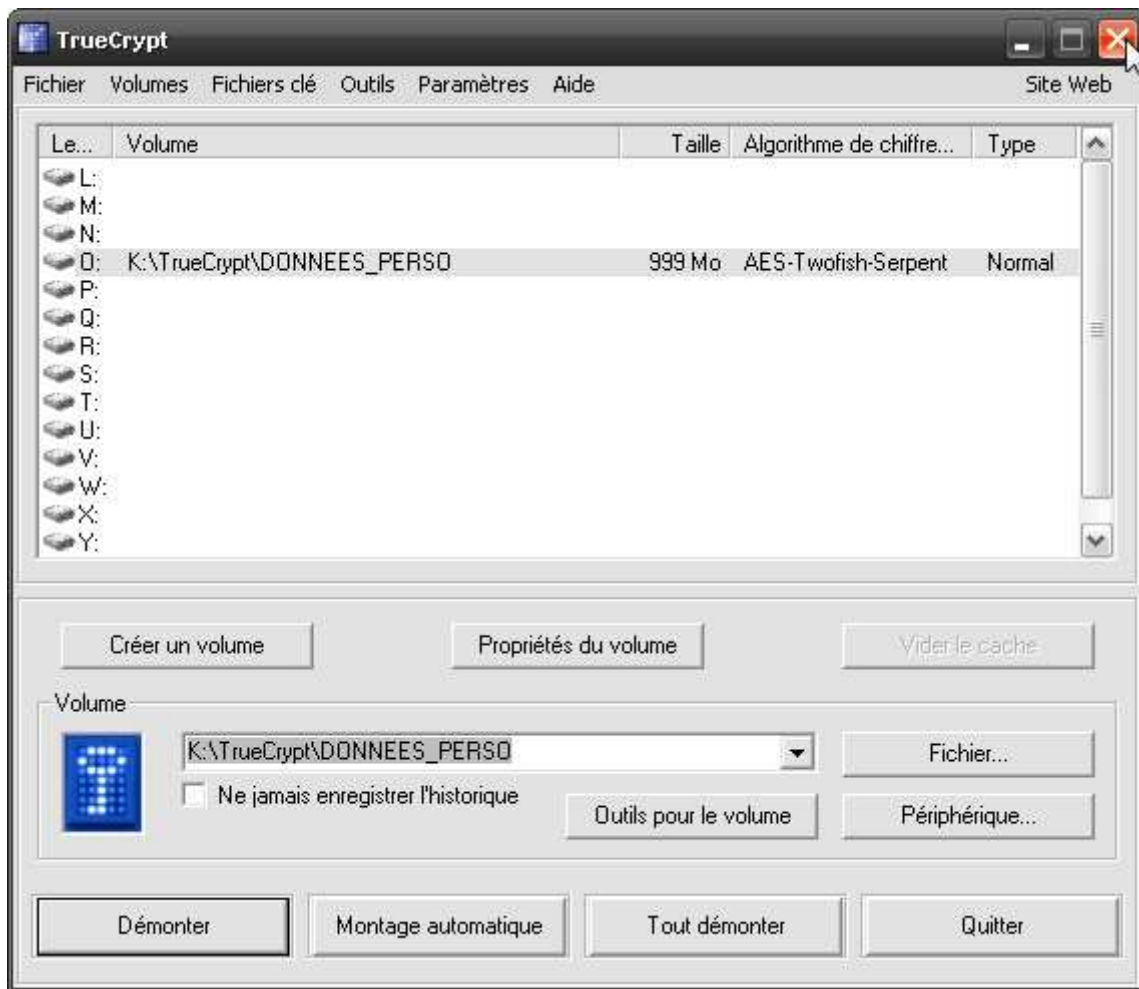 TrueCrypt
Fichier Volumes Fichiers clé Outils Paramètres Aide Site Web
Le... Volume Taille Algorithme de chiffre... Type
L:
M:
N:
O: K:\TrueCrypt\DONNEES_PERSO 999 Mo AES-Twofish-Serpent Normal
P:
Q:
R:
S:
T:
U:
V:
W:
X:
Y:
Créer un volume Propriétés du volume Vider le cache
Volume
K:\TrueCrypt\DONNEES_PERSO Fichier...
Ne jamais enregistrer l'historique
Outils pour le volume Périphérique...
Démonter Montage automatique Tout démonter Quitter